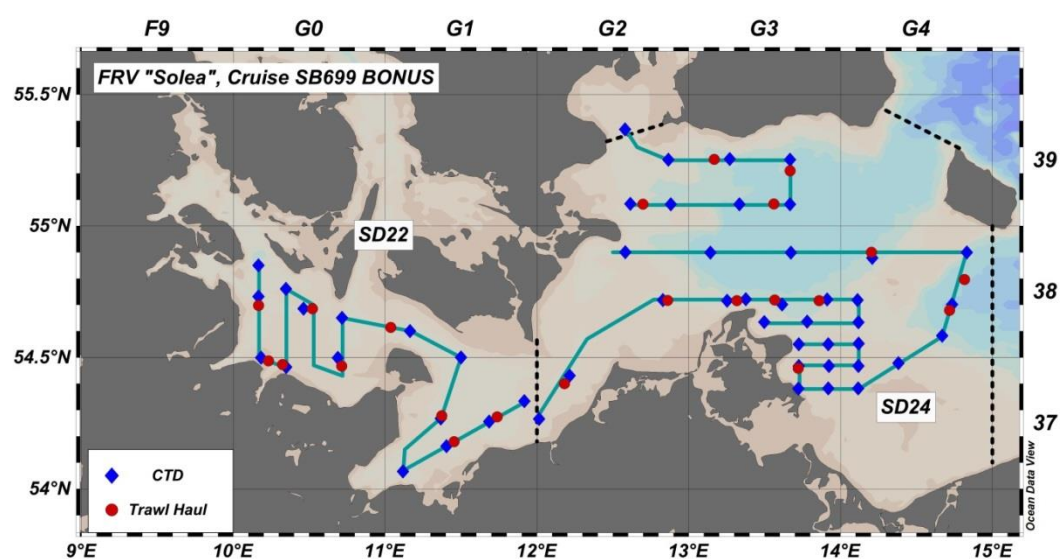 F9 G0 G1 G2 G3 G4
FRV "Solea", Cruise SB699 BONUS
55.5°N
39
55°N
SD22
38
54.5°N
SD24
37
54°N
CTD
Trawl Haul
Ocean Data View
9°E 10°E 11°E 12°E 13°E 14°E 15°E